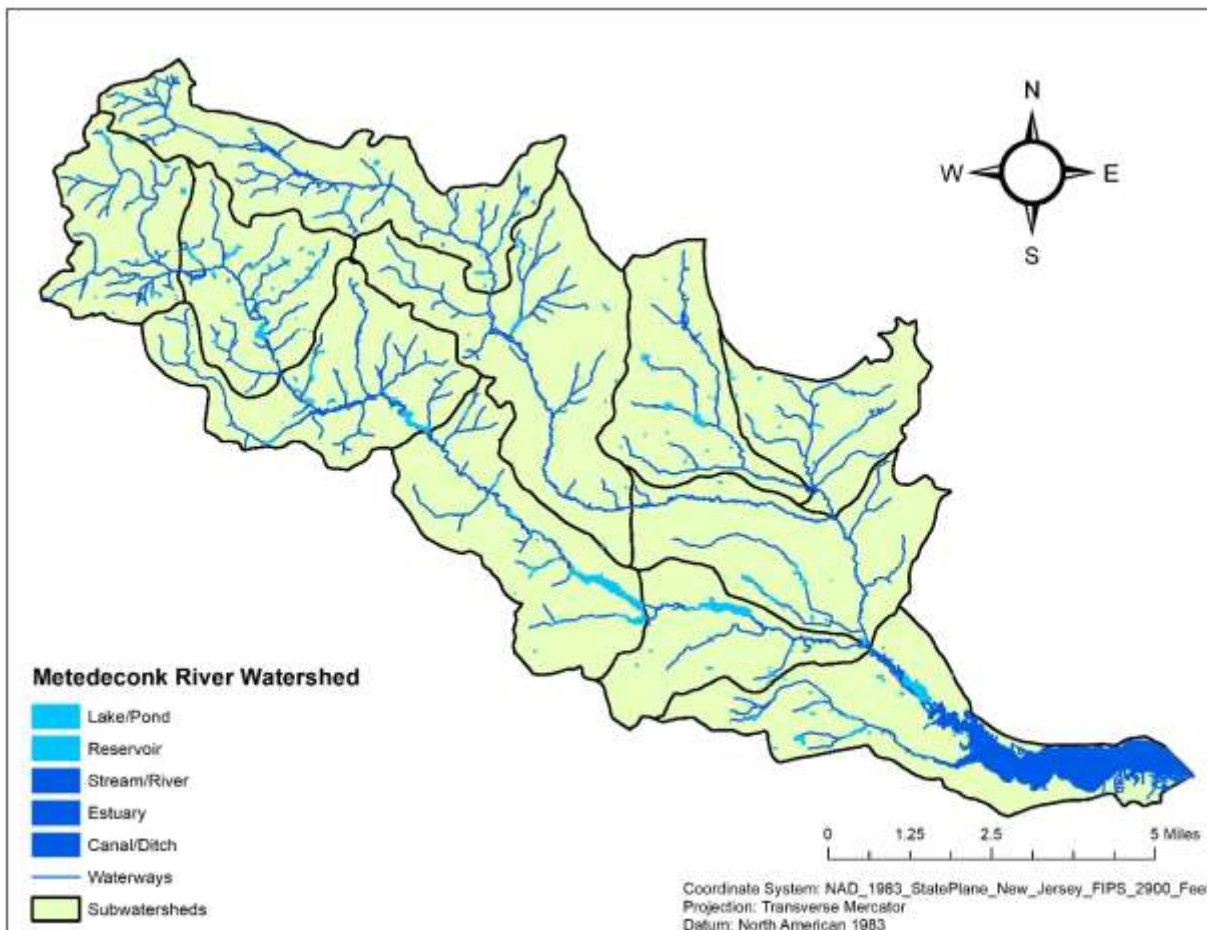 N
W E
S
Metedeconk River Watershed
Lake/Pond
Reservoir
Stream/River
Estuary
Canal/Ditch
Waterways
Subwatersheds
0 1.25 2.5 5 Miles
Coordinate System: NAD_1983_StatePlane_New_Jersey_FIPS_2900_Feet
Projection: Transverse Mercator
Datum: North American 1983